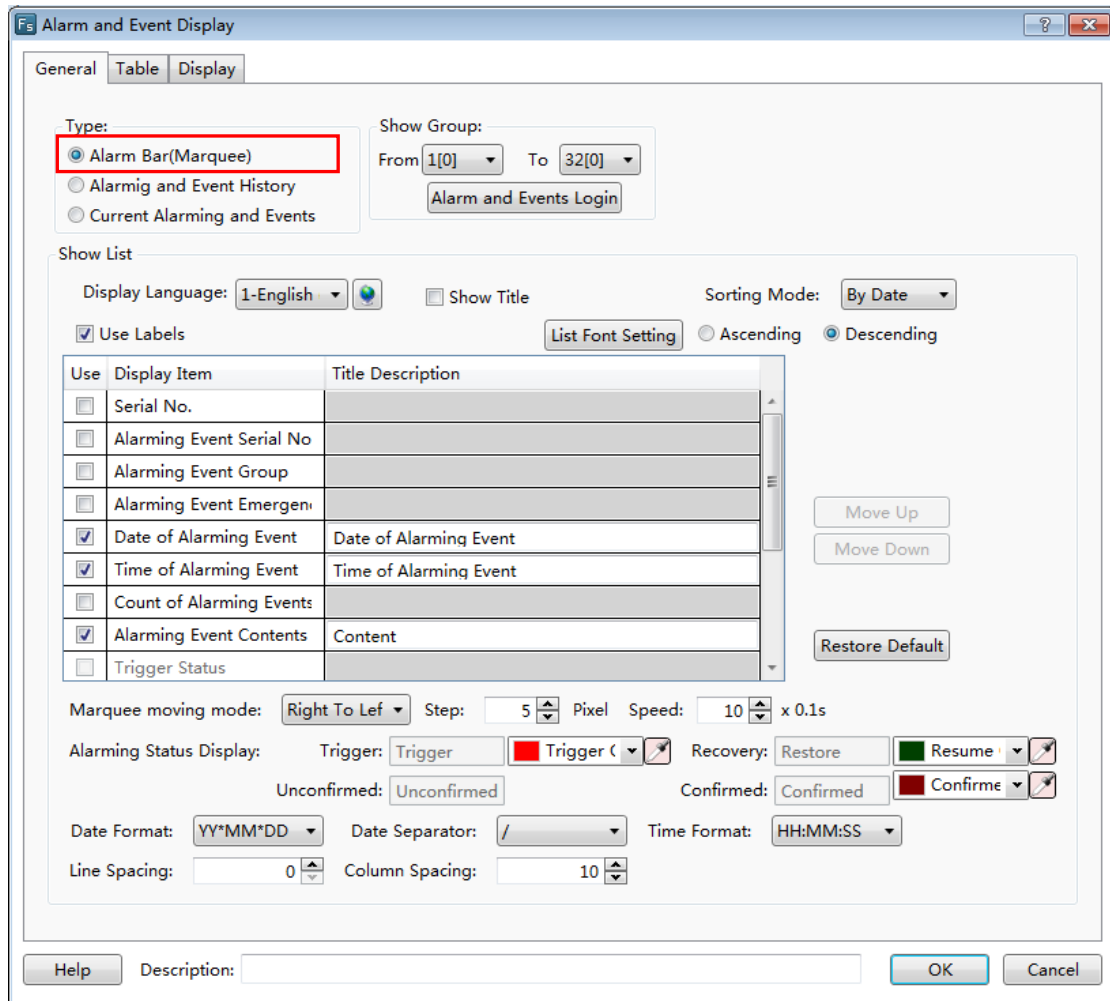 Fs Alarm and Event Display
General Table Display
Type:
Alarm Bar(Marquee)
Alarmig and Event History
Current Alarming and Events
Show Group:
From 1[0] To 32[0]
Alarm and Events Login
Show List
Display Language: 1-English Show Title Sorting Mode: By Date
Use Labels List Font Setting Ascending Descending
Use Display Item Title Description
Serial No.
Alarming Event Serial No
Alarming Event Group
Alarming Event Emergen
Date of Alarming Event Date of Alarming Event
Time of Alarming Event Time of Alarming Event
Count of Alarming Events
Alarming Event Contents Content
Trigger Status
Move Up
Move Down
Restore Default
Marquee moving mode: Right To Lef Step: 5 Pixel Speed: 10 x 0.1s
Alarming Status Display: Trigger: Trigger Trigger C Recovery: Restore Resume
Unconfirmed: Unconfirmed Confirmed: Confirmed Confirme
Date Format: YY*MM*DD Date Separator: / Time Format: HH:MM:SS
Line Spacing: 0 Column Spacing: 10
Help Description: OK Cancel